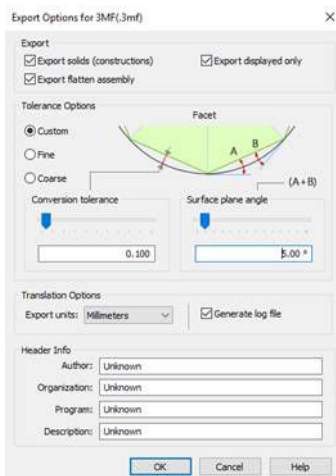 Export Options for 3MF(.3mf)
Export
Export solids (constructions)
Export displayed only
Export flatten assembly
Tolerance Options
Custom
Fine
Coarse
Facet
A
B
(A+B)
Conversion tolerance
Surface plane angle
0.100
5.00 °
Translation Options
Export units: Millimeters
Generate log file
Header Info
Author: Unknown
Organization: Unknown
Program: Unknown
Description: Unknown
OK Cancel Help